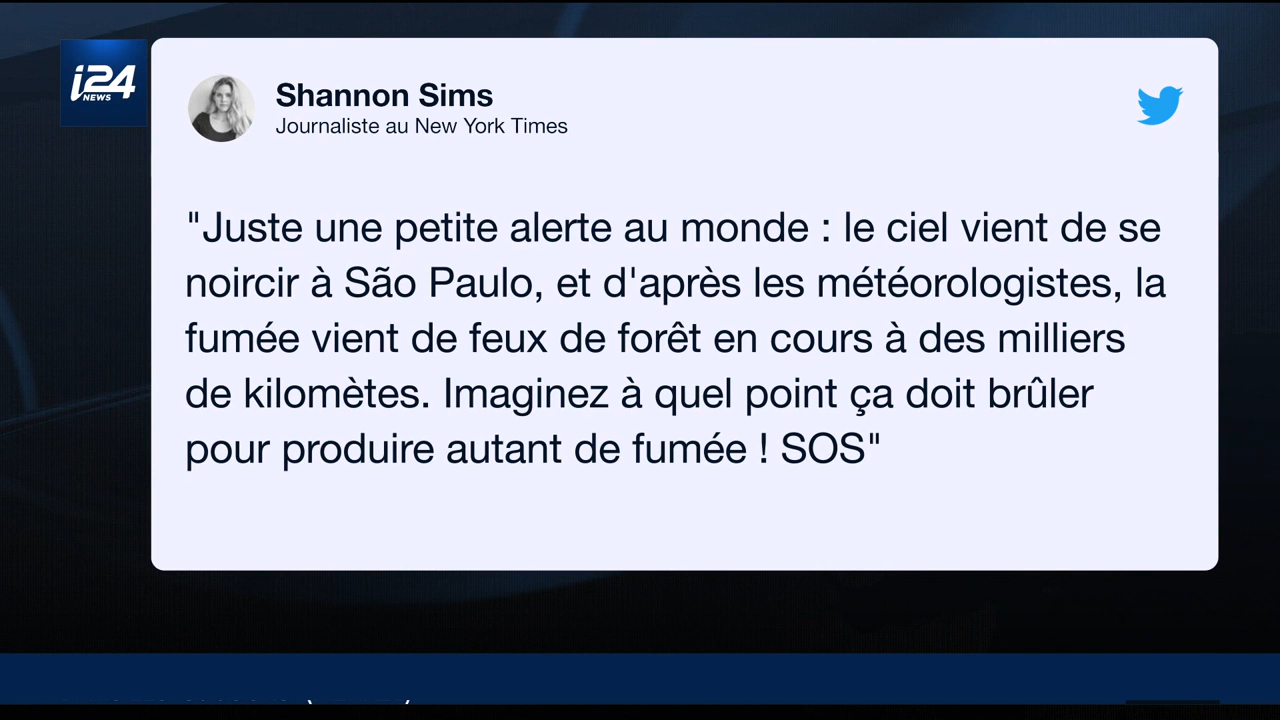 i24
NEWS
Shannon Sims
Journaliste au New York Times
"Juste une petite alerte au monde : le ciel vient de se
noircir à São Paulo, et d'après les météorologistes, la
fumée vient de feux de forêt en cours à des milliers
de kilomètes. Imaginez à quel point ça doit brûler
pour produire autant de fumée ! SOS"